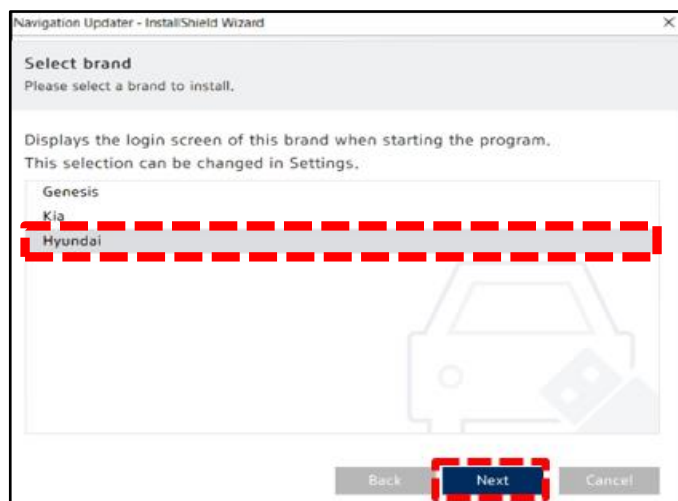 Navigation Updater - InstallShield Wizard
Select brand
Please select a brand to install.
Displays the login screen of this brand when starting the program.
This selection can be changed in Settings.
Genesis
Kia
Hyundai
Back
Next
Cancel